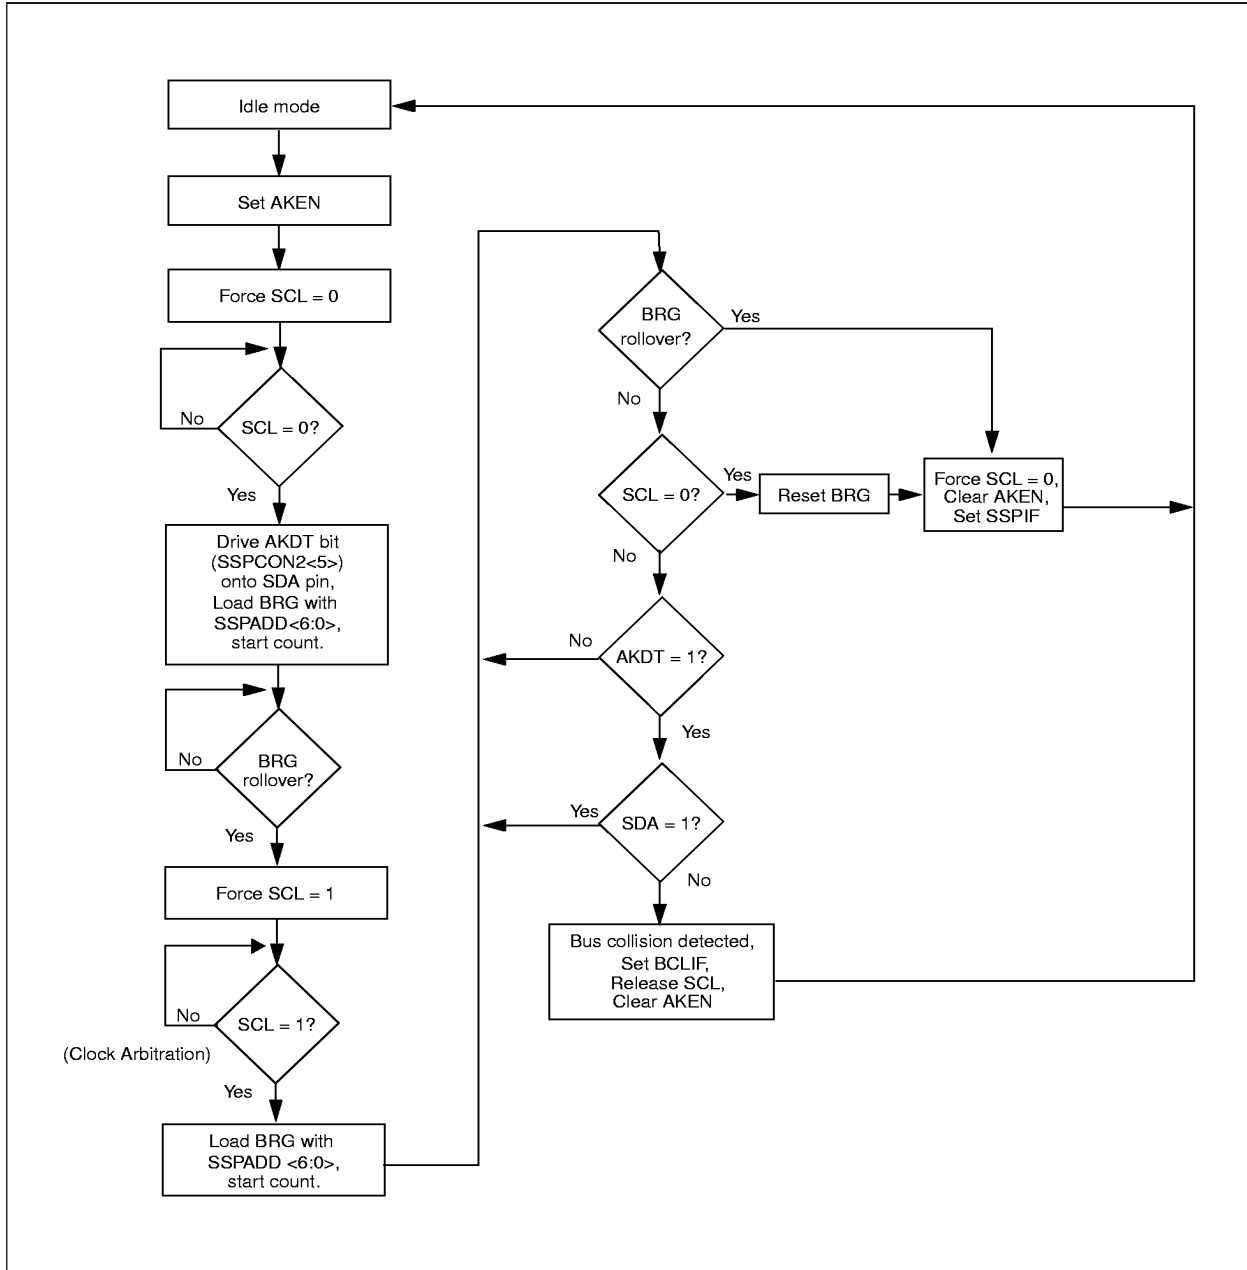 Idle mode
Set AKEN
Force SCL = 0
No
SCL = 0?
Yes
Drive AKDT bit
(SSPCON2<5>)
onto SDA pin,
Load BRG with
SSPADD<6:0>,
start count.
No
BRG
rollover?
Yes
Force SCL = 1
No
SCL = 1?
(Clock Arbitration)
Yes
Load BRG with
SSPADD <6:0>,
start count.
BRG
rollover?
Yes
No
SCL = 0?
Yes
Reset BRG
Force SCL = 0,
Clear AKEN,
Set SSPIF
No
AKDT = 1?
No
Yes
SDA = 1?
Yes
No
Bus collision detected,
Set BCLIF,
Release SCL,
Clear AKEN